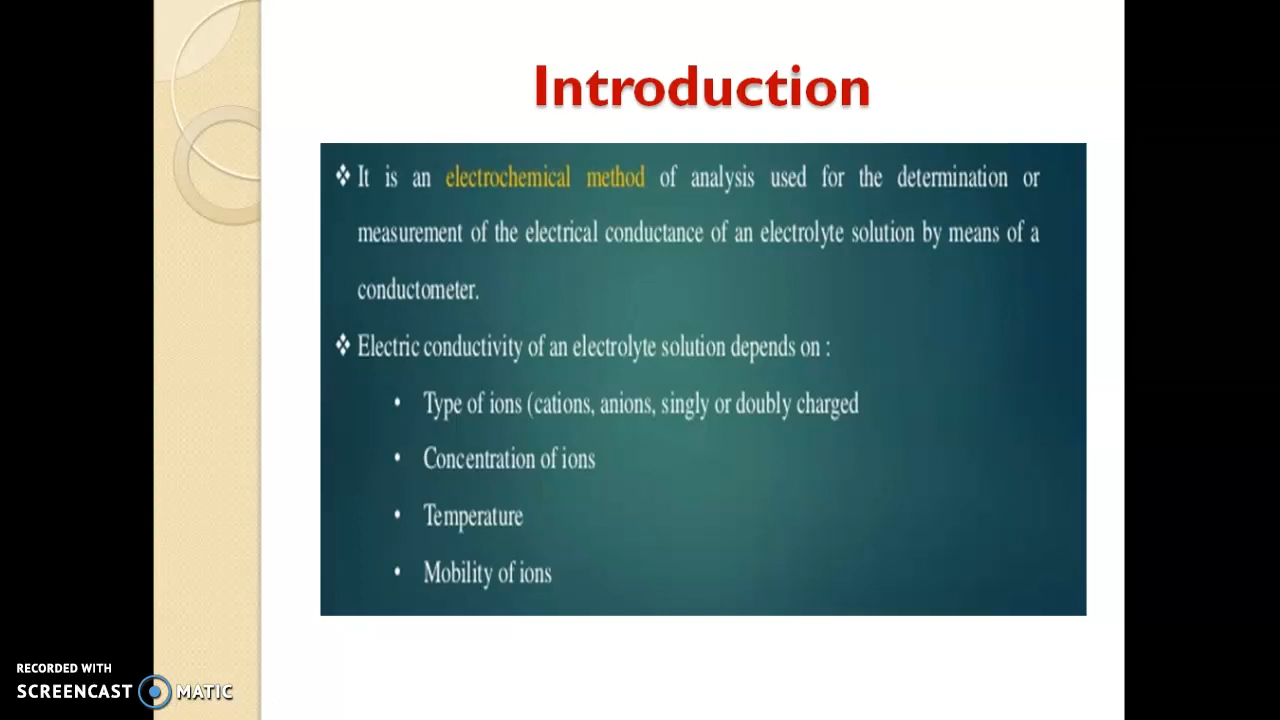 Introduction
❖ It is an electrochemical method of analysis used for the determination or
measurement of the electrical conductance of an electrolyte solution by means of a
conductometer.
❖ Electric conductivity of an electrolyte solution depends on :
• Type of ions (cations, anions, singly or doubly charged
• Concentration of ions
• Temperature
• Mobility of ions
RECORDED WITH
SCREENCAST MATIC